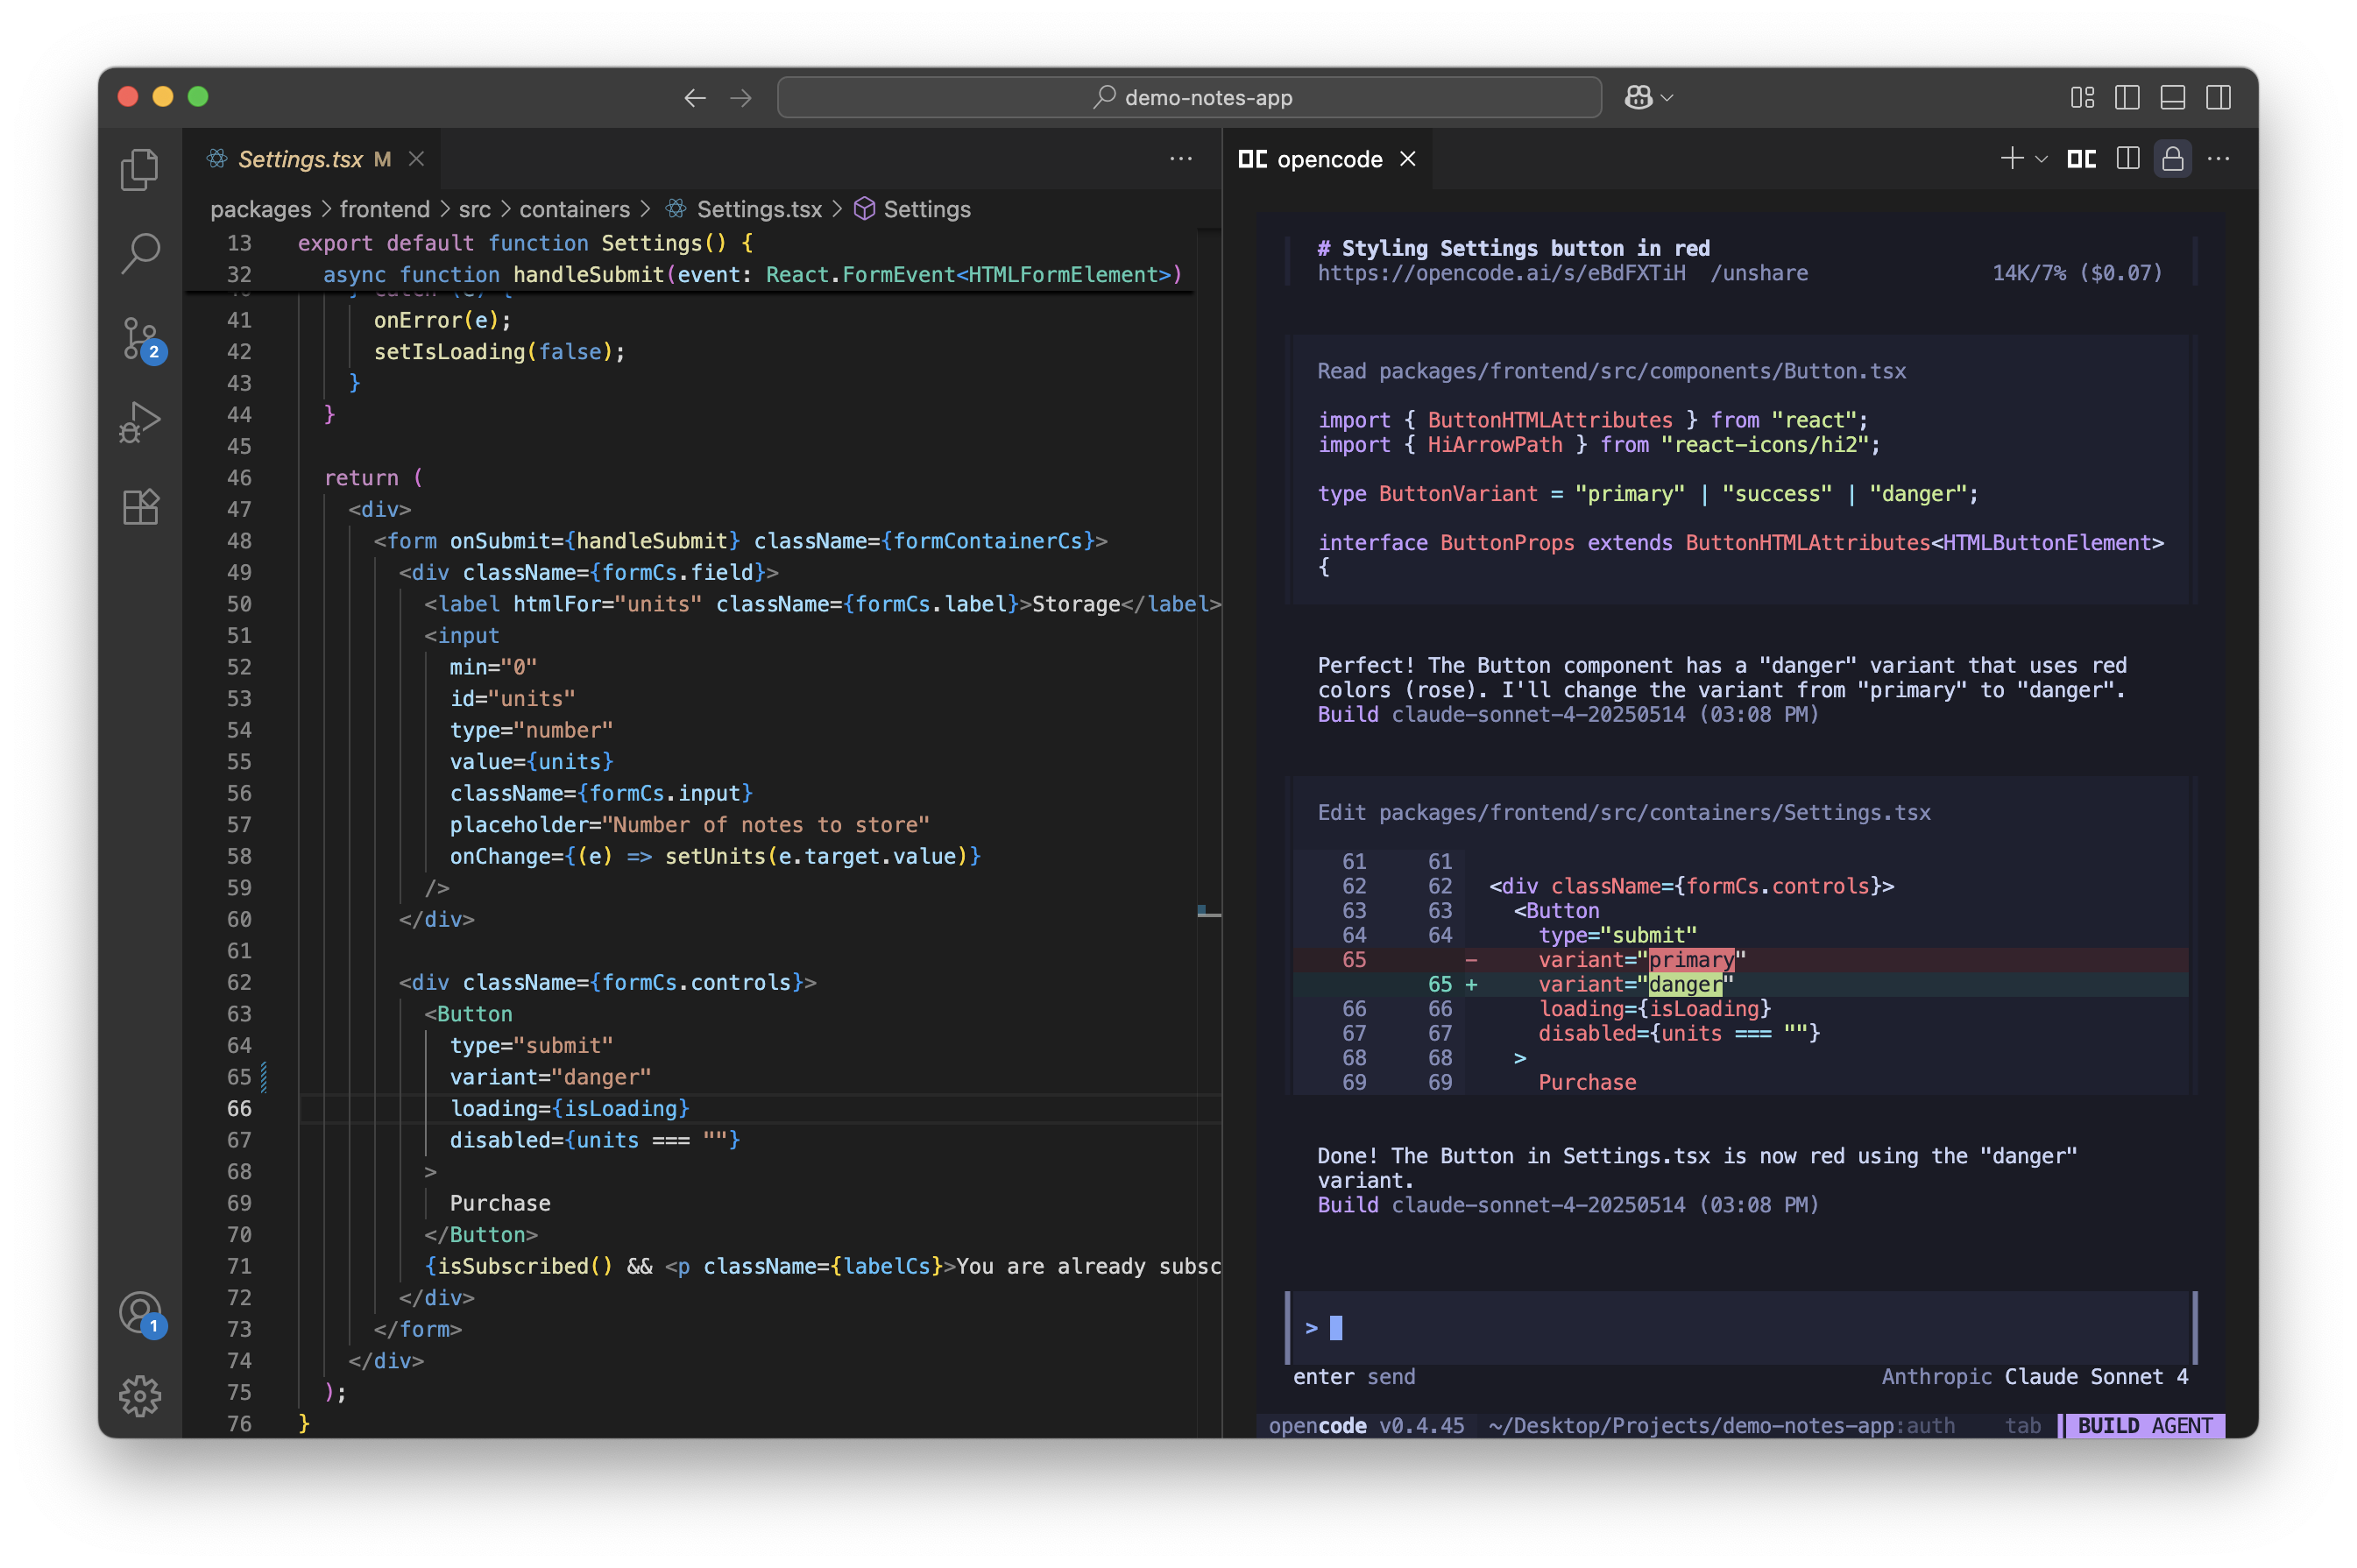 demo-notes-app
Settings.tsx M
packages > frontend > src > containers > Settings.tsx > Settings
13 export default function Settings() {
32 async function handleSubmit(event: React.FormEvent<HTMLFormElement>)
41 onError(e);
42 setIsLoading(false);
43 }
44 }
45
46 return (
47 <div>
48 <form onSubmit={handleSubmit} className={formContainerCs}>
49 <div className={formCs.field}>
50 <label htmlFor="units" className={formCs.label}>Storage</label>
51 <input
52 min="0"
53 id="units"
54 type="number"
55 value={units}
56 className={formCs.input}
57 placeholder="Number of notes to store"
58 onChange={(e) => setUnits(e.target.value)}
59 />
60 </div>
61
62 <div className={formCs.controls}>
63 <Button
64 type="submit"
65 variant="danger"
66 loading={isLoading}
67 disabled={units === ""}
68 >
69 Purchase
70 </Button>
71 {isSubscribed() && <p className={labelCs}>You are already subsc
72 </div>
73 </form>
74 </div>
75 );
76 }
2
1
opencode
# Styling Settings button in red
https://opencode.ai/s/eBdFXTiH /unshare 14K/7% ($0.07)
Read packages/frontend/src/components/Button.tsx
import { ButtonHTMLAttributes } from "react";
import { HiArrowPath } from "react-icons/hi2";
type ButtonVariant = "primary" | "success" | "danger";
interface ButtonProps extends ButtonHTMLAttributes<HTMLButtonElement>
{
Perfect! The Button component has a "danger" variant that uses red
colors (rose). I'll change the variant from "primary" to "danger".
Build claude-sonnet-4-20250514 (03:08 PM)
Edit packages/frontend/src/containers/Settings.tsx
61 61
62 62 <div className={formCs.controls}>
63 63 <Button
64 64 type="submit"
65 - variant="primary"
65 + variant="danger"
66 66 loading={isLoading}
67 67 disabled={units === ""}
68 68 >
69 69 Purchase
Done! The Button in Settings.tsx is now red using the "danger"
variant.
Build claude-sonnet-4-20250514 (03:08 PM)
>
enter send Anthropic Claude Sonnet 4
opencode v0.4.45 ~/Desktop/Projects/demo-notes-app:auth tab BUILD AGENT